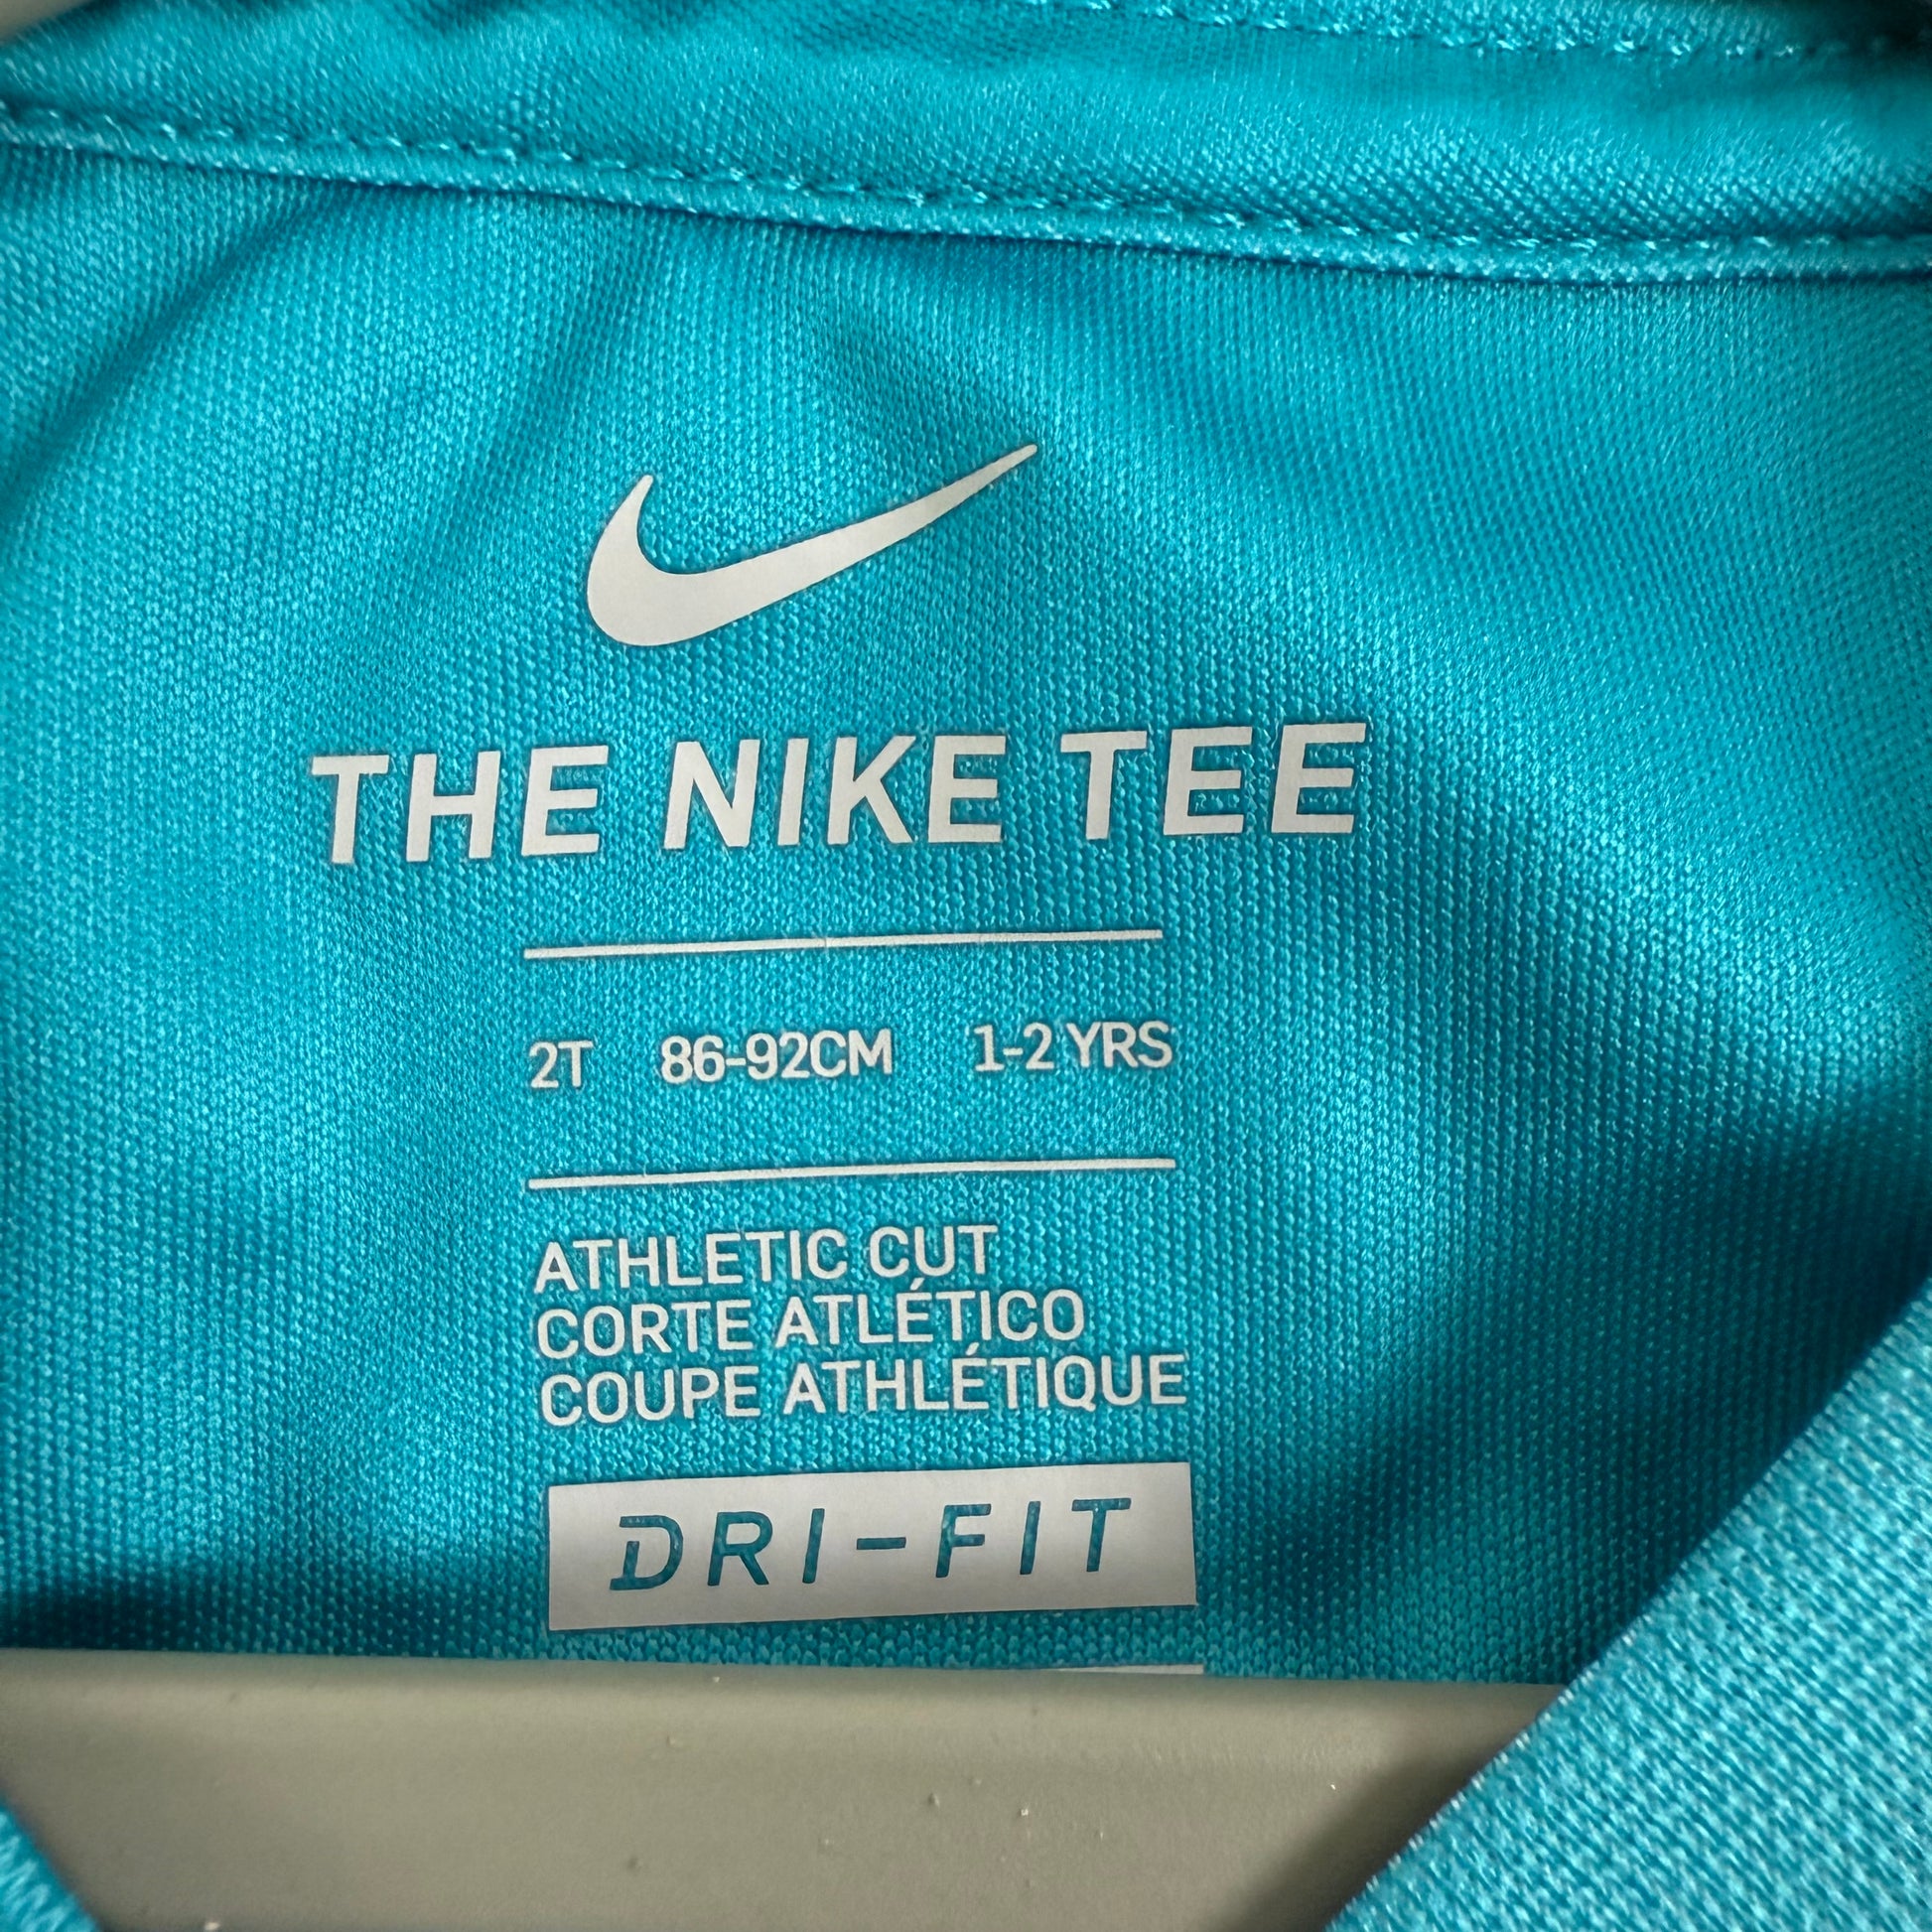 THE NIKE TEE
2T 86-92CM 1-2 YRS
ATHLETIC CUT
CORTE ATLÉTICO
COUPE ATHLÉTIQUE
DRI-FIT